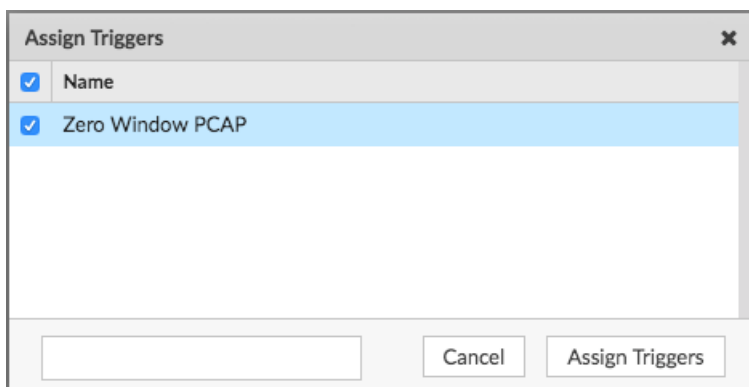 Assign Triggers
Name
Zero Window PCAP
Cancel Assign Triggers